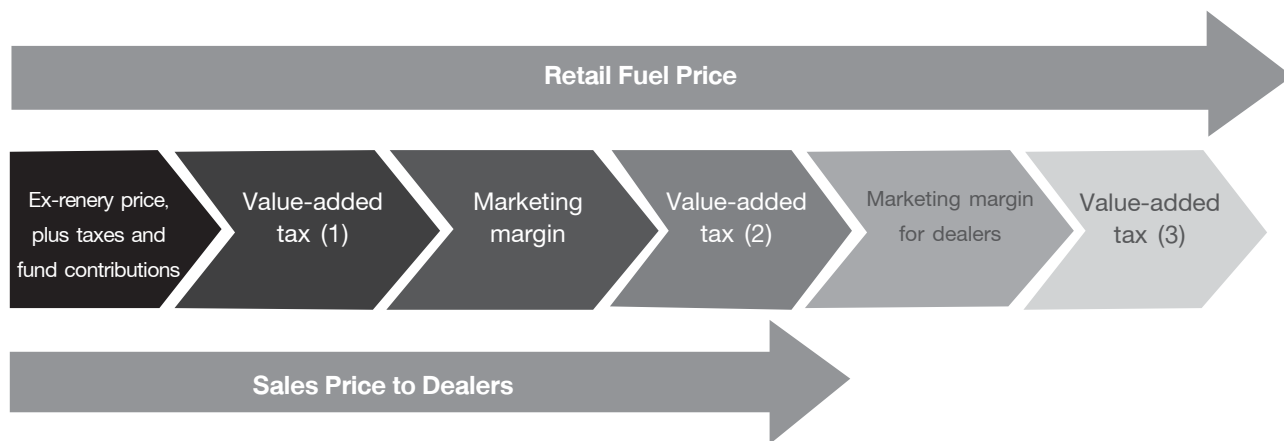 Retail Fuel Price
Ex-renery price,
plus taxes and
fund contributions
Value-added
tax (1)
Marketing
margin
Value-added
tax (2)
Marketing margin
for dealers
Value-added
tax (3)
Sales Price to Dealers